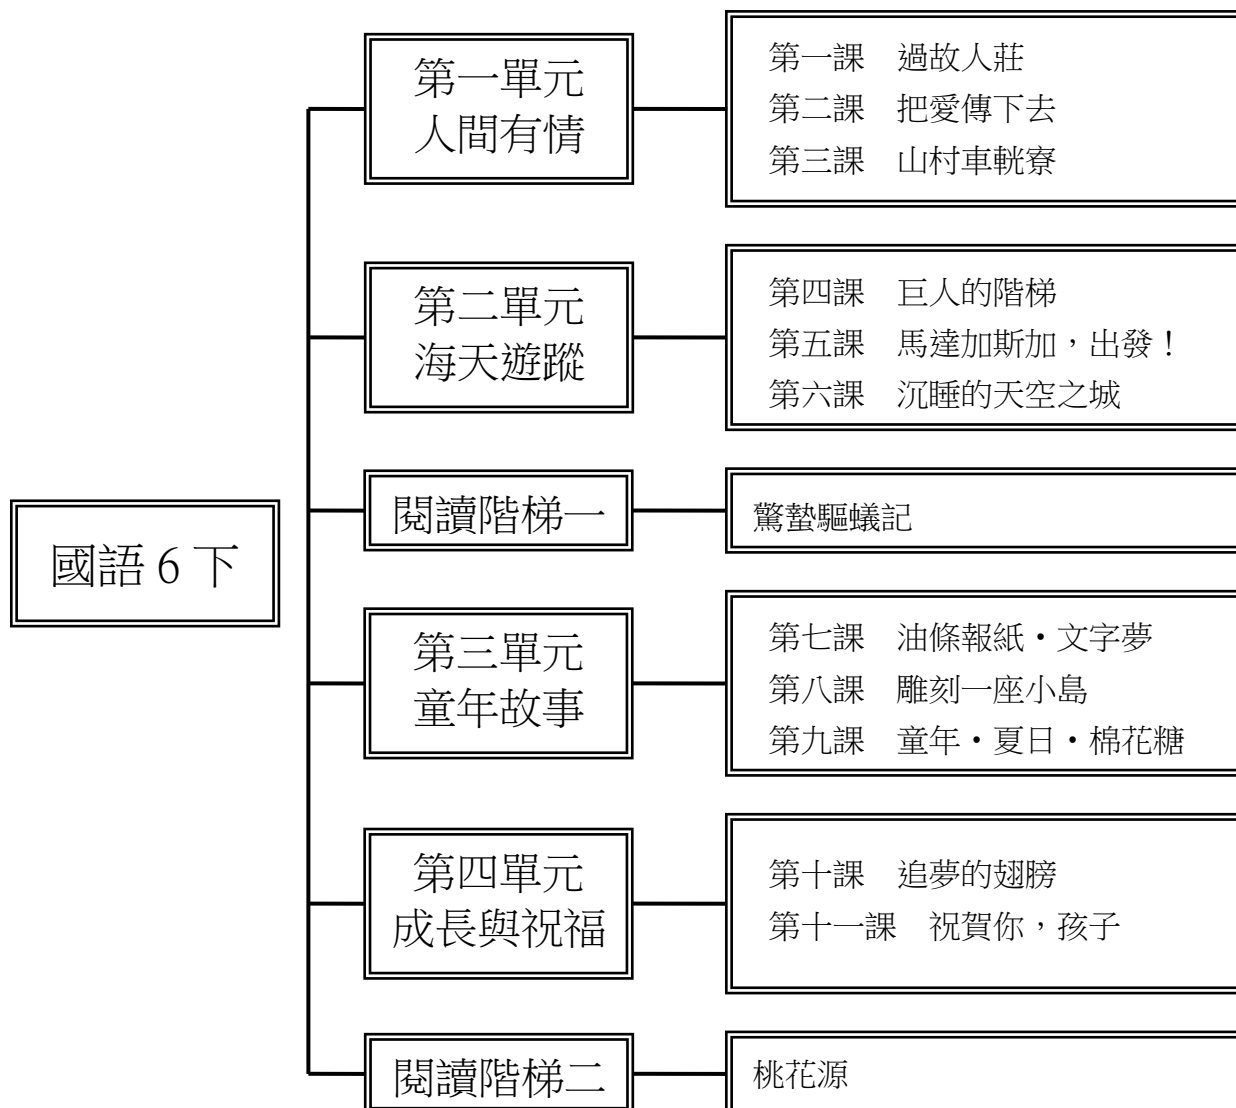 國語 6 下
第一單元
人間有情
第一課　過故人莊
第二課　把愛傳下去
第三課　山村車輄寮
第二單元
海天遊蹤
第四課　巨人的階梯
第五課　馬達加斯加，出發！
第六課　沉睡的天空之城
閱讀階梯一
驚蟄驅蟻記
第三單元
童年故事
第七課　油條報紙・文字夢
第八課　雕刻一座小島
第九課　童年・夏日・棉花糖
第四單元
成長與祝福
第十課　追夢的翅膀
第十一課　祝賀你，孩子
閱讀階梯二
桃花源